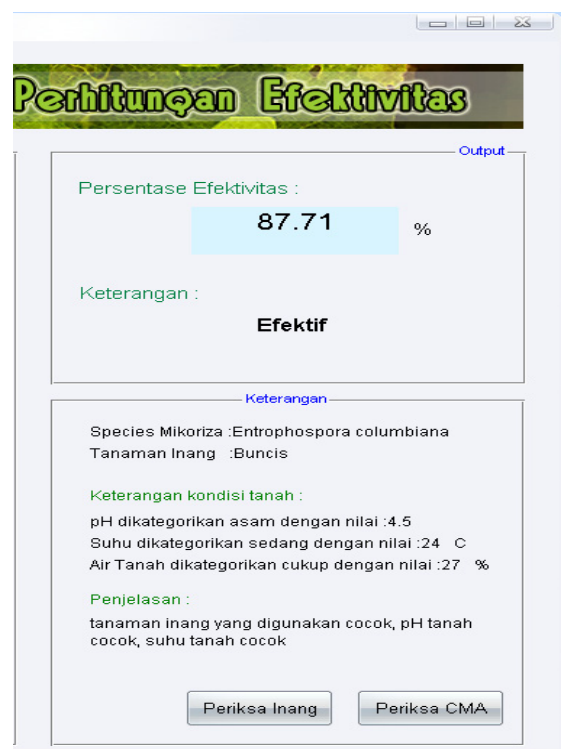 Perhitungan Efektivitas
Output
Persentase Efektivitas :
87.71 %
Keterangan :
Efektif
Keterangan
Species Mikoriza :Entrophospora columbiana
Tanaman Inang :Buncis
Keterangan kondisi tanah :
pH dikategorikan asam dengan nilai :4.5
Suhu dikategorikan sedang dengan nilai :24 C
Air Tanah dikategorikan cukup dengan nilai :27 %
Penjelasan :
tanaman inang yang digunakan cocok, pH tanah
cocok, suhu tanah cocok
Periksa Inang Periksa CMA